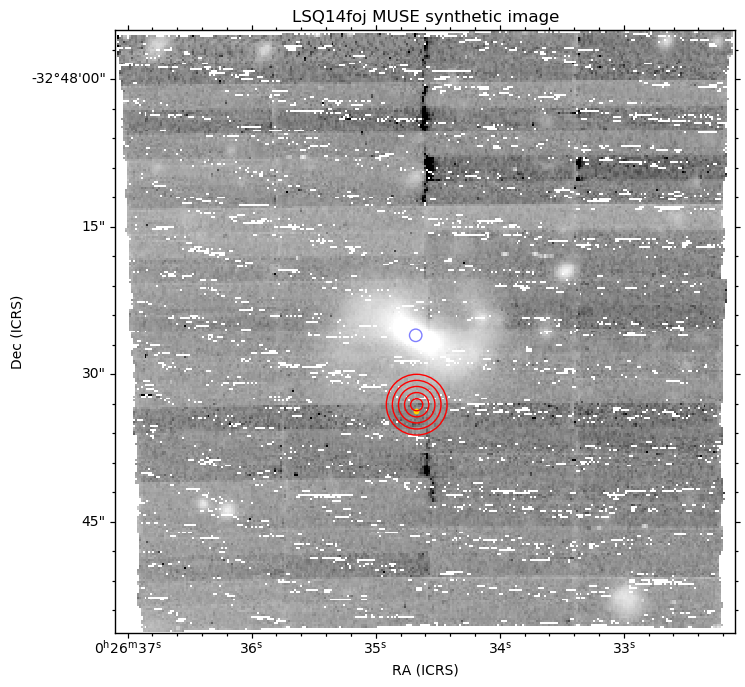 LSQ14foj MUSE synthetic image
-32°48'00"
15"
30"
45"
Dec (ICRS)
0ʰ26ᵐ37ˢ 36ˢ 35ˢ 34ˢ 33ˢ
RA (ICRS)